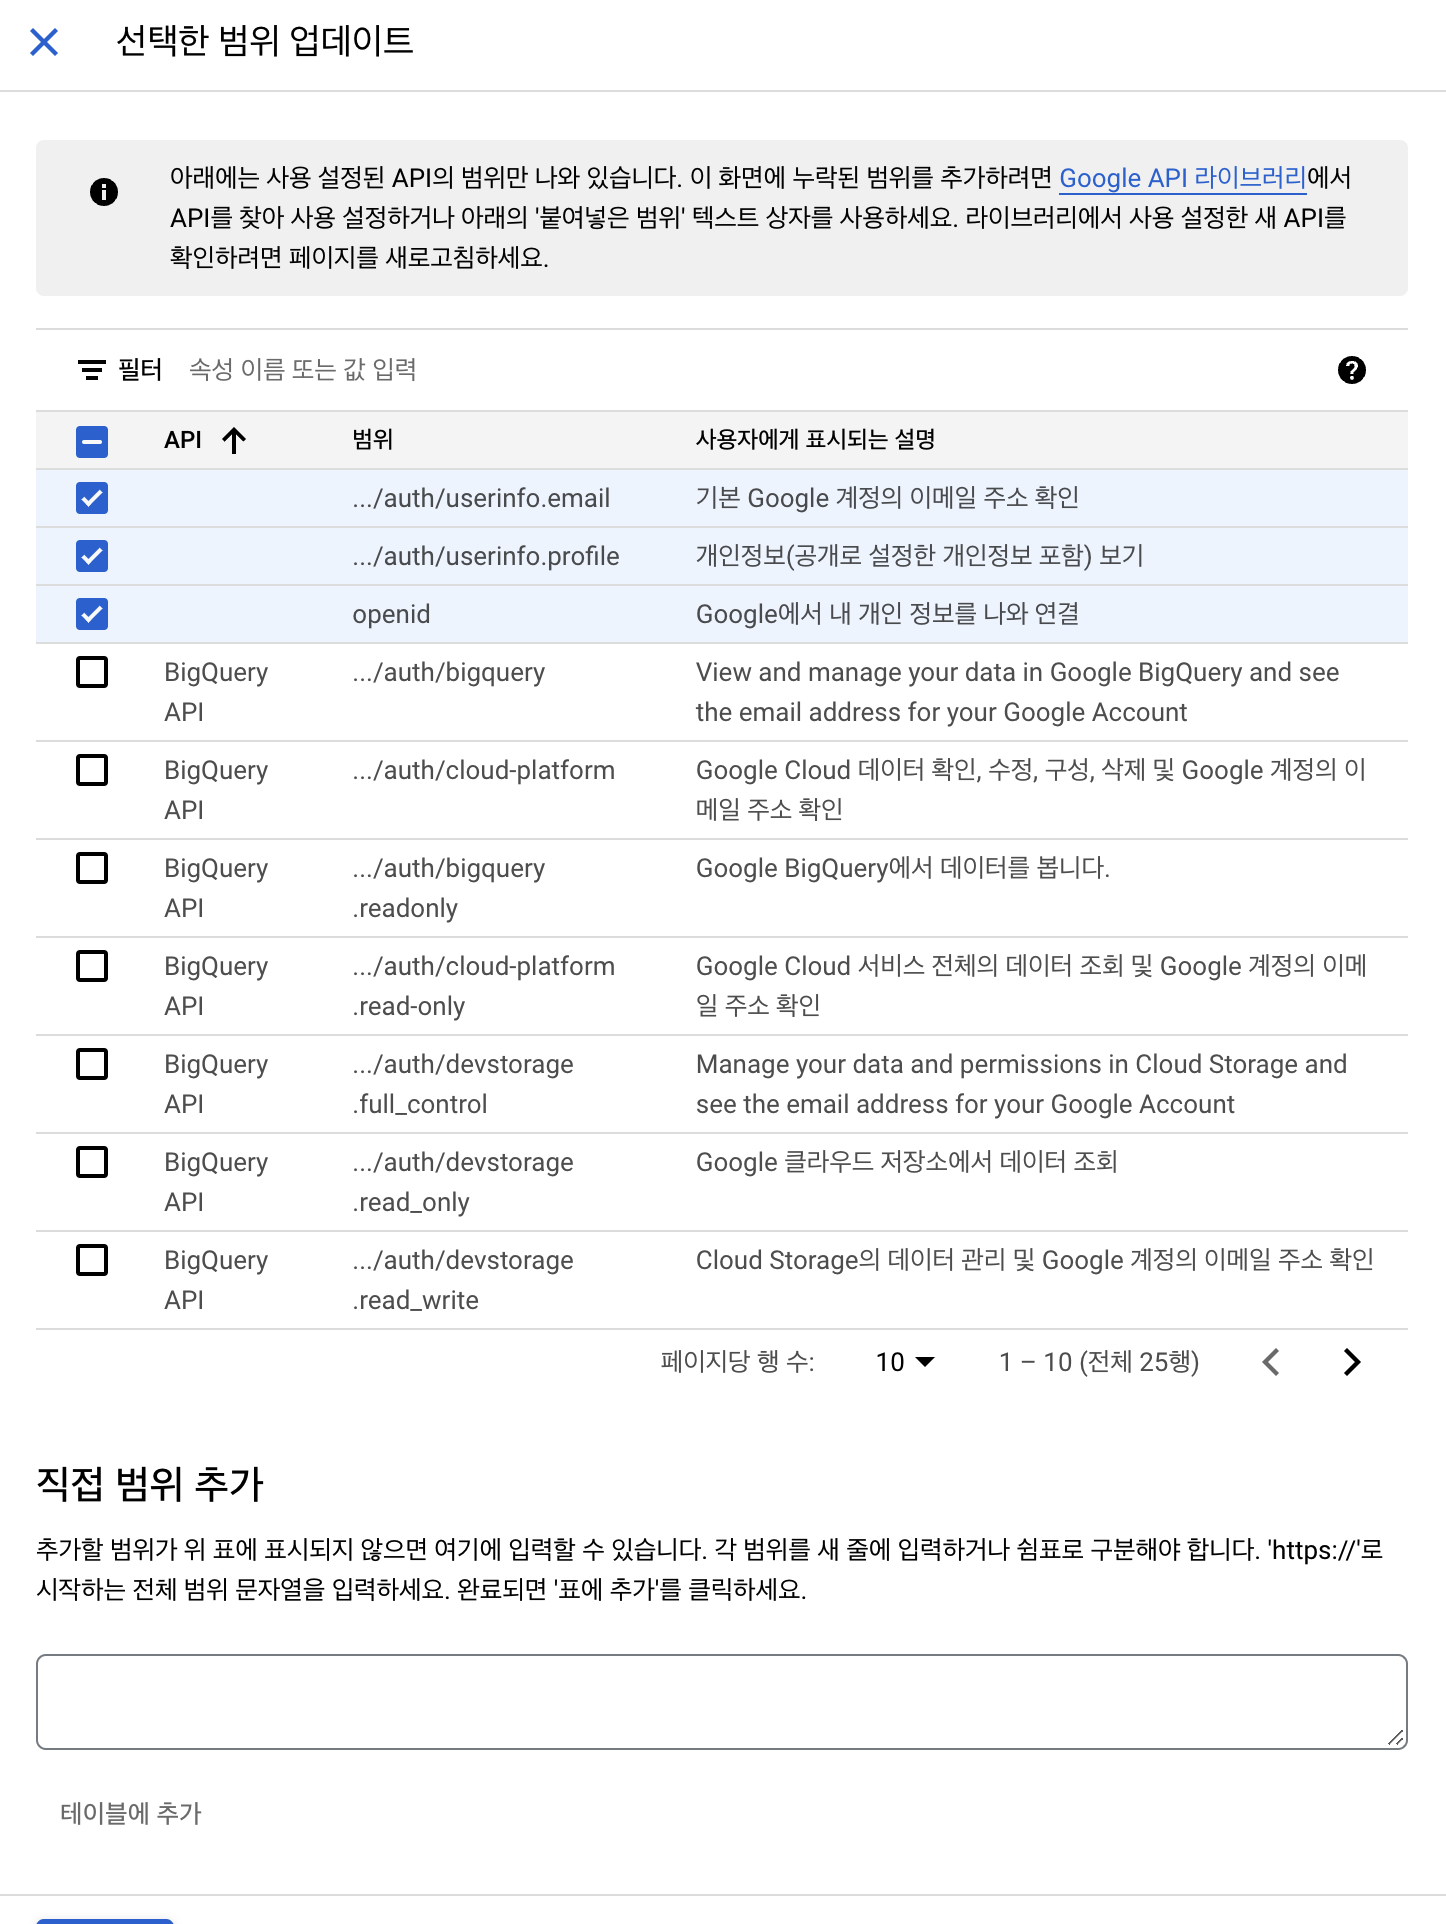 선택한 범위 업데이트
아래에는 사용 설정된 API의 범위만 나와 있습니다. 이 화면에 누락된 범위를 추가하려면 Google API 라이브러리에서
API를 찾아 사용 설정하거나 아래의 '붙여넣은 범위' 텍스트 상자를 사용하세요. 라이브러리에서 사용 설정한 새 API를
확인하려면 페이지를 새로고침하세요.
필터 속성 이름 또는 값 입력
API 범위 사용자에게 표시되는 설명
.../auth/userinfo.email 기본 Google 계정의 이메일 주소 확인
.../auth/userinfo.profile 개인정보(공개로 설정한 개인정보 포함) 보기
openid Google에서 내 개인 정보를 나와 연결
BigQuery .../auth/bigquery View and manage your data in Google BigQuery and see
API the email address for your Google Account
BigQuery .../auth/cloud-platform Google Cloud 데이터 확인, 수정, 구성, 삭제 및 Google 계정의 이
API 메일 주소 확인
BigQuery .../auth/bigquery Google BigQuery에서 데이터를 봅니다.
API .readonly
BigQuery .../auth/cloud-platform Google Cloud 서비스 전체의 데이터 조회 및 Google 계정의 이메
API .read-only 일 주소 확인
BigQuery .../auth/devstorage Manage your data and permissions in Cloud Storage and
API .full_control see the email address for your Google Account
BigQuery .../auth/devstorage Google 클라우드 저장소에서 데이터 조회
API .read_only
BigQuery .../auth/devstorage Cloud Storage의 데이터 관리 및 Google 계정의 이메일 주소 확인
API .read_write
페이지당 행 수: 10 1 – 10 (전체 25행)
직접 범위 추가
추가할 범위가 위 표에 표시되지 않으면 여기에 입력할 수 있습니다. 각 범위를 새 줄에 입력하거나 쉼표로 구분해야 합니다. 'https://'로
시작하는 전체 범위 문자열을 입력하세요. 완료되면 '표에 추가'를 클릭하세요.
테이블에 추가